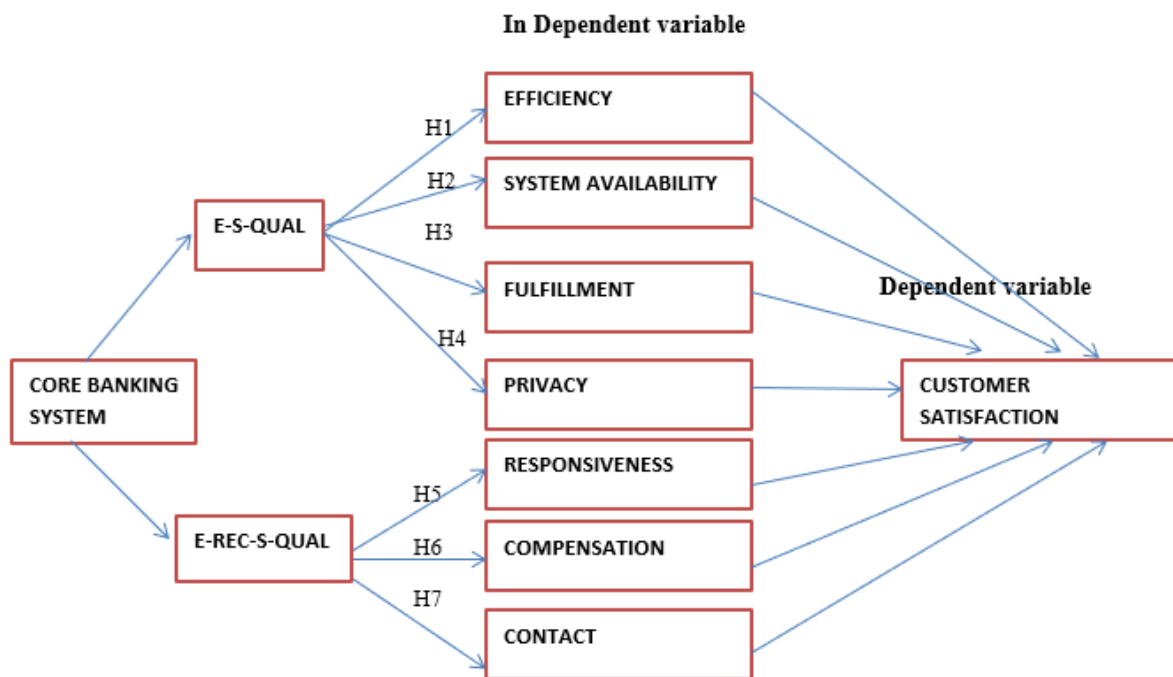 In Dependent variable
EFFICIENCY
H1
SYSTEM AVAILABILITY
H2
E-S-QUAL
H3
FULFILLMENT
Dependent variable
H4
CORE BANKING
SYSTEM
PRIVACY
CUSTOMER
SATISFACTION
RESPONSIVENESS
H5
E-REC-S-QUAL
H6
COMPENSATION
H7
CONTACT